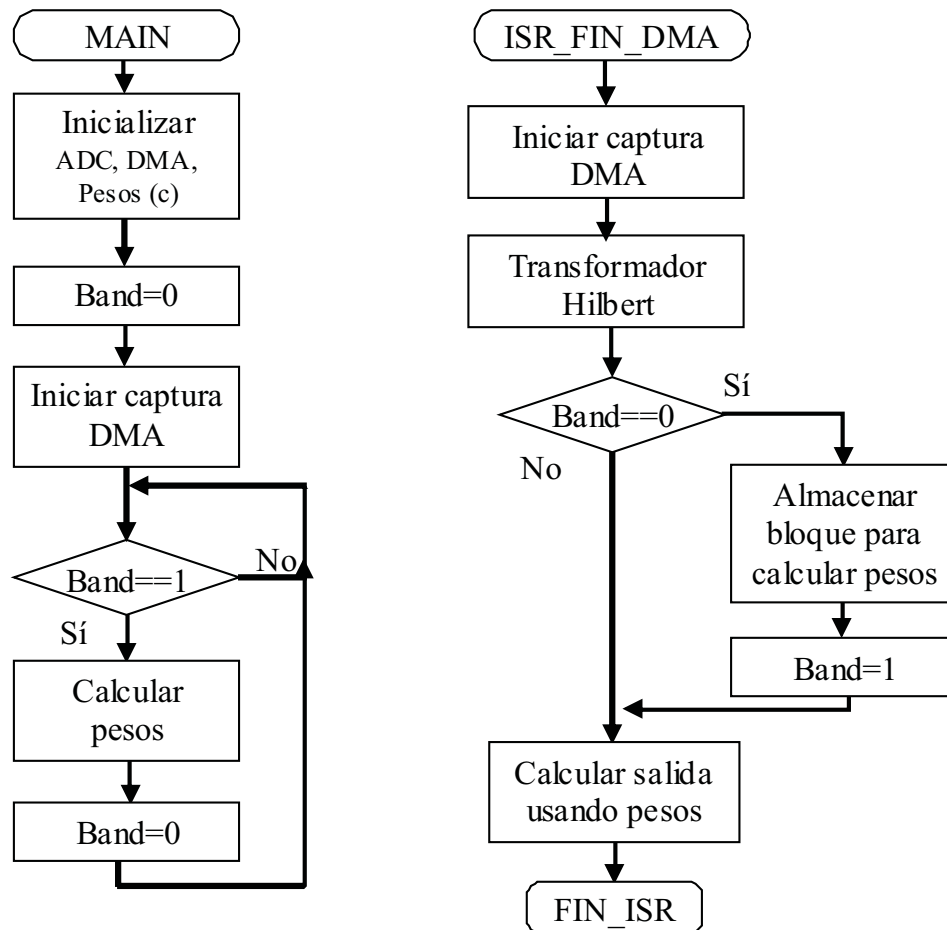 MAIN
Inicializar
ADC, DMA,
Pesos (c)
Band=0
Iniciar captura
DMA
Band==1
No
Sí
Calcular
pesos
Band=0
ISR_FIN_DMA
Iniciar captura
DMA
Transformador
Hilbert
Band==0
Sí
No
Almacenar
bloque para
calcular pesos
Band=1
Calcular salida
usando pesos
FIN_ISR